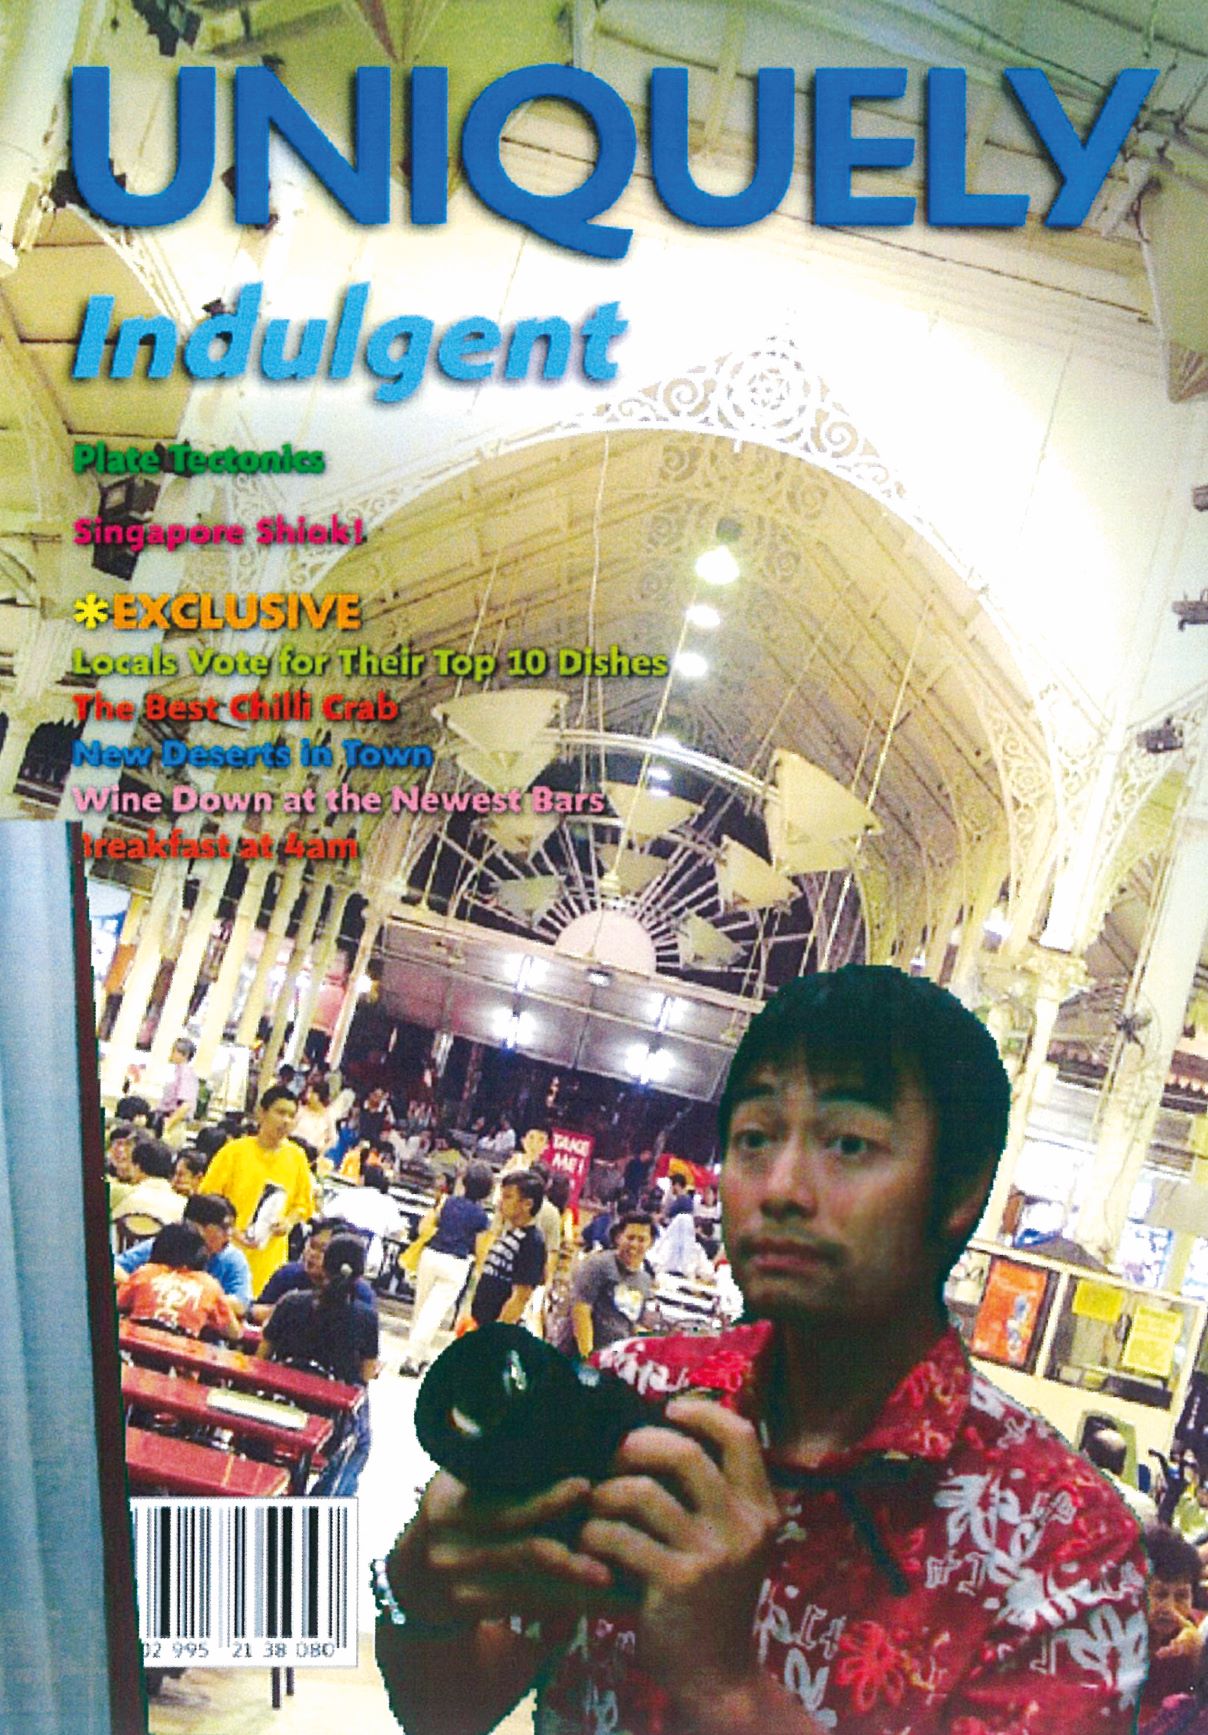 UNIQUELY
Indulgent
Plate Tectonics
Singapore Shiok!
*EXCLUSIVE
Locals Vote for Their Top 10 Dishes
The Best Chilli Crab
New Deserts in Town
Wine Down at the Newest Bars
Breakfast at 4am
TAKE
ME!
02 995 21 38 080